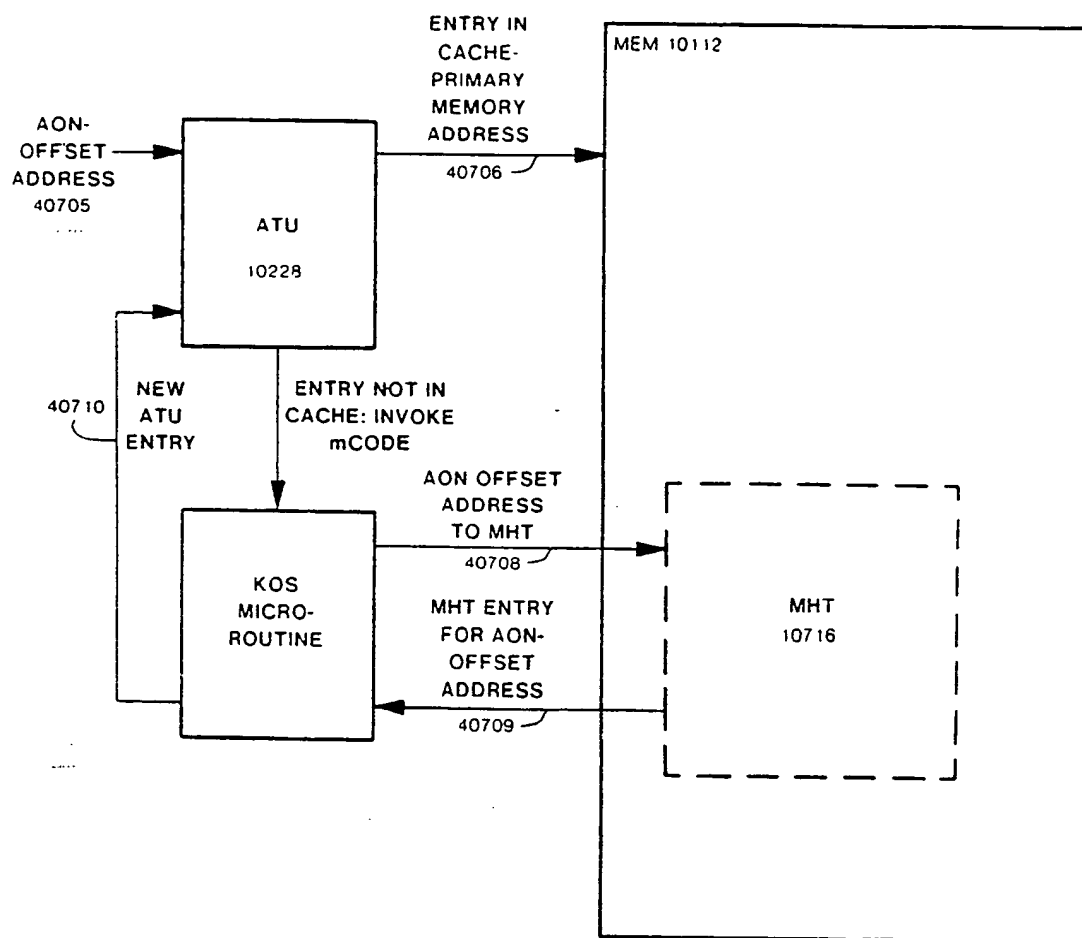 ENTRY IN
CACHE-
PRIMARY
MEMORY
ADDRESS
40706
MEM 10112
AON-
OFFSET
ADDRESS
40705
ATU
10228
40710
NEW
ATU
ENTRY
ENTRY NOT IN
CACHE: INVOKE
mCODE
AON OFFSET
ADDRESS
TO MHT
40708
KOS
MICRO-
ROUTINE
MHT ENTRY
FOR AON-
OFFSET
ADDRESS
40709
MHT
10716